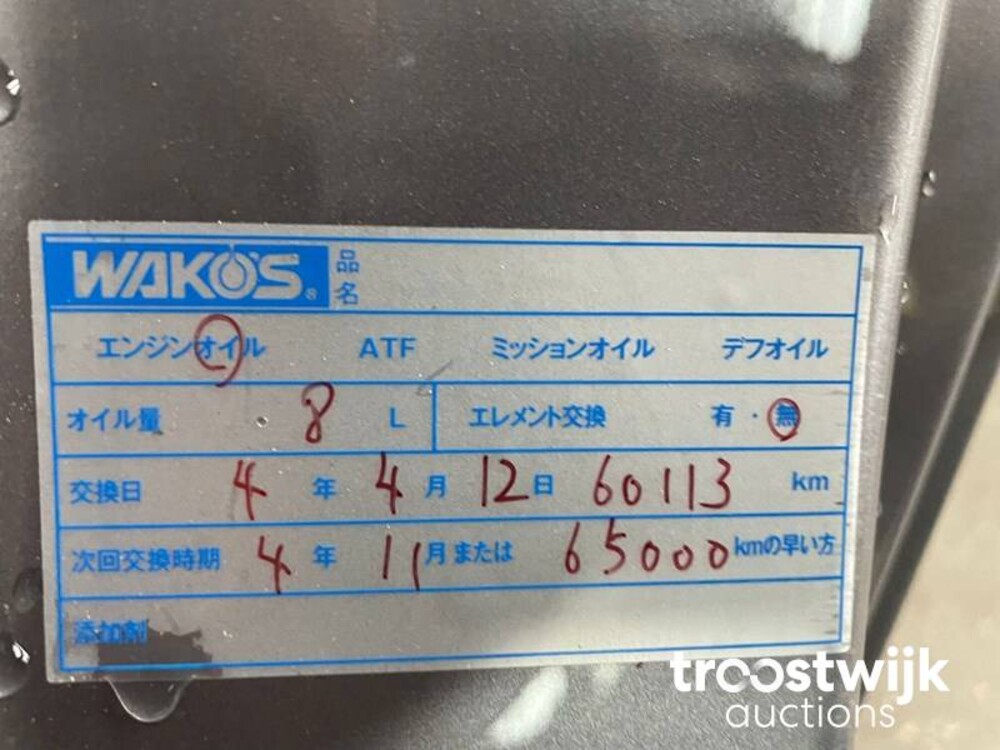 WAKO'S® 品名
エンジンオイル ATF ミッションオイル デフオイル
オイル量 8 L エレメント交換 有・無
交換日 4 年 4 月 12 日 60113 km
次回交換時期 4 年 11 月または 65000 kmの早い方
添加剤
troostwijk
auctions